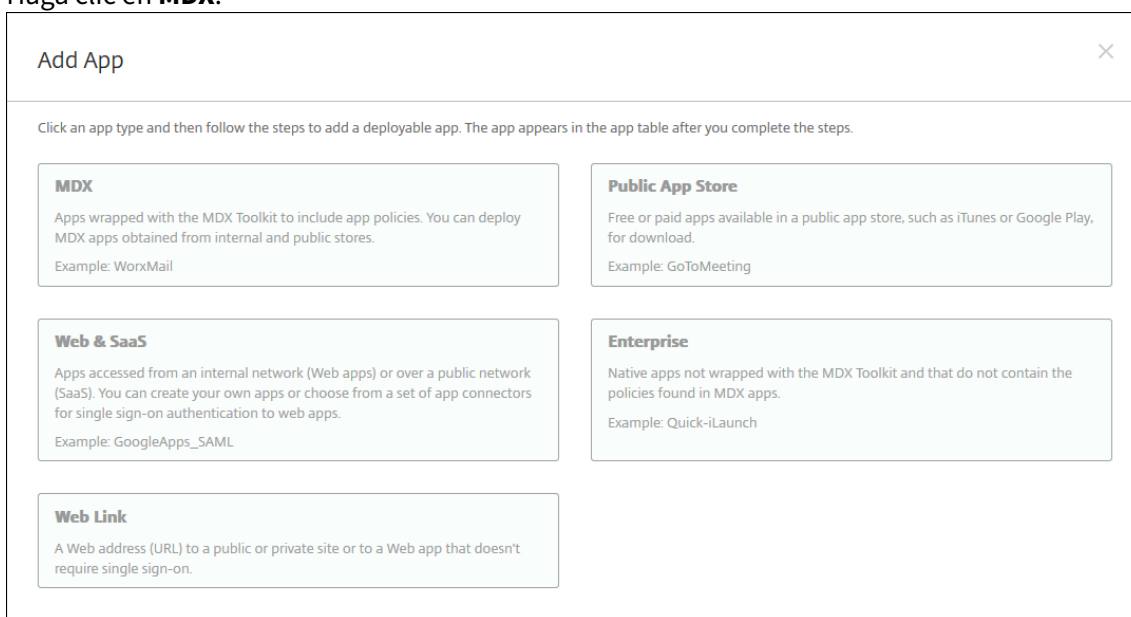 Haga clic en MDX.
Add App
Click an app type and then follow the steps to add a deployable app. The app appears in the app table after you complete the steps.
MDX
Apps wrapped with the MDX Toolkit to include app policies. You can deploy
MDX apps obtained from internal and public stores.
Example: WorxMail
Public App Store
Free or paid apps available in a public app store, such as iTunes or Google Play,
for download.
Example: GoToMeeting
Web & SaaS
Apps accessed from an internal network (Web apps) or over a public network
(SaaS). You can create your own apps or choose from a set of app connectors
for single sign-on authentication to web apps.
Example: GoogleApps_SAML
Enterprise
Native apps not wrapped with the MDX Toolkit and that do not contain the
policies found in MDX apps.
Example: Quick-iLaunch
Web Link
A Web address (URL) to a public or private site or to a Web app that doesn't
require single sign-on.